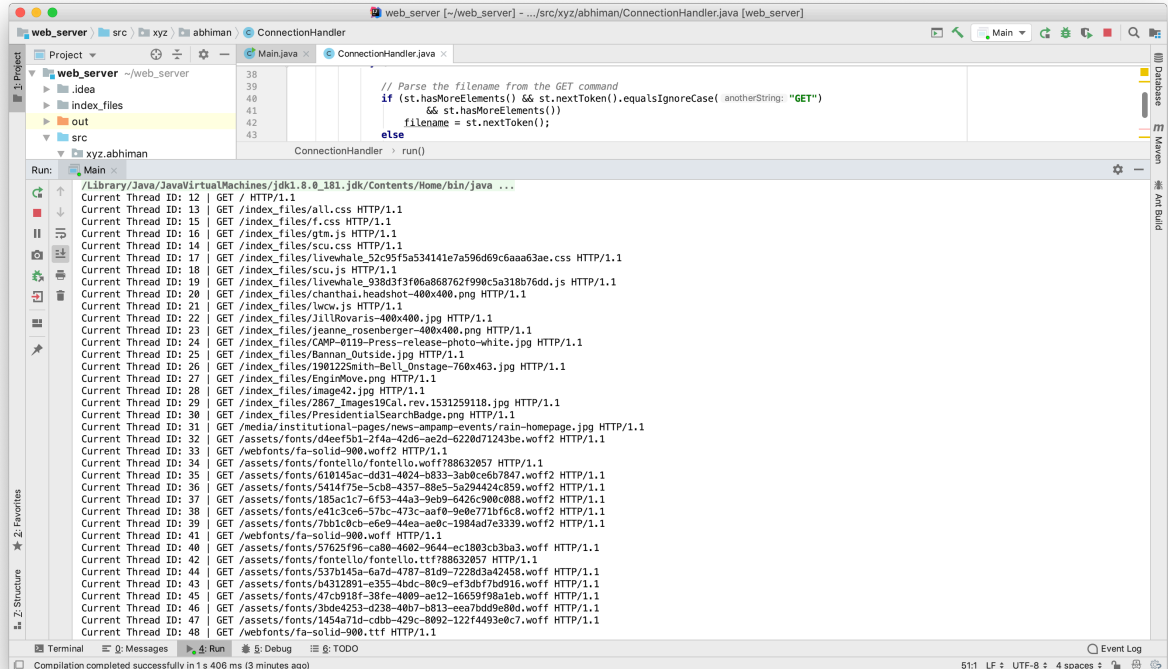 web_server [~/web_server] - .../src/xyz/abhiman/ConnectionHandler.java [web_server]
web_server src xyz abhiman ConnectionHandler
Main
Project
Main.java
ConnectionHandler.java
1: Project
web_server ~/web_server
.idea
index_files
out
src
xyz.abhiman
38
39 // Parse the filename from the GET command
40 if (st.hasMoreElements() && st.nextToken().equalsIgnoreCase( anotherString: "GET")
41 && st.hasMoreElements())
42 filename = st.nextToken();
43 else
ConnectionHandler › run()
Database
Maven
Ant Build
Run: Main
/Library/Java/JavaVirtualMachines/jdk1.8.0_181.jdk/Contents/Home/bin/java ...
Current Thread ID: 12 | GET / HTTP/1.1
Current Thread ID: 13 | GET /index_files/all.css HTTP/1.1
Current Thread ID: 15 | GET /index_files/f.css HTTP/1.1
Current Thread ID: 16 | GET /index_files/gtm.js HTTP/1.1
Current Thread ID: 14 | GET /index_files/scu.css HTTP/1.1
Current Thread ID: 17 | GET /index_files/livewhale_52c95f5a534141e7a596d69c6aaa63ae.css HTTP/1.1
Current Thread ID: 18 | GET /index_files/scu.js HTTP/1.1
Current Thread ID: 19 | GET /index_files/livewhale_938d3f3f06a868762f990c5a318b76dd.js HTTP/1.1
Current Thread ID: 20 | GET /index_files/chanthai.headshot-400x400.png HTTP/1.1
Current Thread ID: 21 | GET /index_files/lwcw.js HTTP/1.1
Current Thread ID: 22 | GET /index_files/JillRovaris-400x400.jpg HTTP/1.1
Current Thread ID: 23 | GET /index_files/jeanne_rosenberger-400x400.png HTTP/1.1
Current Thread ID: 24 | GET /index_files/CAMP-0119-Press-release-photo-white.jpg HTTP/1.1
Current Thread ID: 25 | GET /index_files/Bannan_Outside.jpg HTTP/1.1
Current Thread ID: 26 | GET /index_files/190122Smith-Bell_Onstage-760x463.jpg HTTP/1.1
Current Thread ID: 27 | GET /index_files/EnginMove.png HTTP/1.1
Current Thread ID: 28 | GET /index_files/image42.jpg HTTP/1.1
Current Thread ID: 29 | GET /index_files/2867_Images19Cal.rev.1531259118.jpg HTTP/1.1
Current Thread ID: 30 | GET /index_files/PresidentialSearchBadge.png HTTP/1.1
Current Thread ID: 31 | GET /media/institutional-pages/news-ampamp-events/rain-homepage.jpg HTTP/1.1
Current Thread ID: 32 | GET /assets/fonts/d4eef5b1-2f4a-42d6-ae2d-6220d71243be.woff2 HTTP/1.1
Current Thread ID: 33 | GET /webfonts/fa-solid-900.woff2 HTTP/1.1
Current Thread ID: 34 | GET /assets/fonts/fontello/fontello.woff?88632057 HTTP/1.1
Current Thread ID: 35 | GET /assets/fonts/610145ac-dd31-4024-b833-3ab0ce6b7847.woff2 HTTP/1.1
Current Thread ID: 36 | GET /assets/fonts/5414f75e-5cb8-4357-88e5-5a294424c859.woff2 HTTP/1.1
Current Thread ID: 37 | GET /assets/fonts/185ac1c7-6f53-44a3-9eb9-6426c900c088.woff2 HTTP/1.1
Current Thread ID: 38 | GET /assets/fonts/e41c3ce6-57bc-473c-aaf0-9e0e771bf6c8.woff2 HTTP/1.1
Current Thread ID: 39 | GET /assets/fonts/7bb1c0cb-e6e9-44ea-ae0c-1984ad7e3339.woff2 HTTP/1.1
Current Thread ID: 41 | GET /webfonts/fa-solid-900.woff HTTP/1.1
Current Thread ID: 40 | GET /assets/fonts/57625f96-ca80-4602-9644-ec1803cb3ba3.woff HTTP/1.1
Current Thread ID: 42 | GET /assets/fonts/fontello/fontello.ttf?88632057 HTTP/1.1
Current Thread ID: 44 | GET /assets/fonts/537b145a-6a7d-4787-81d9-7228d3a42458.woff HTTP/1.1
Current Thread ID: 43 | GET /assets/fonts/b4312891-e355-4bdc-80c9-ef3dbf7bd916.woff HTTP/1.1
Current Thread ID: 45 | GET /assets/fonts/47cb918f-38fe-4009-ae12-16659f98a1eb.woff HTTP/1.1
Current Thread ID: 46 | GET /assets/fonts/3bde4253-d238-40b7-b813-eea7bdd9e80d.woff HTTP/1.1
Current Thread ID: 47 | GET /assets/fonts/1454a71d-cdbb-429c-8092-122f4493e0c7.woff HTTP/1.1
Current Thread ID: 48 | GET /webfonts/fa-solid-900.ttf HTTP/1.1
2: Favorites
7: Structure
Terminal 0: Messages 4: Run 5: Debug 6: TODO Event Log
Compilation completed successfully in 1 s 406 ms (3 minutes ago) 51:1 LF UTF-8 4 spaces